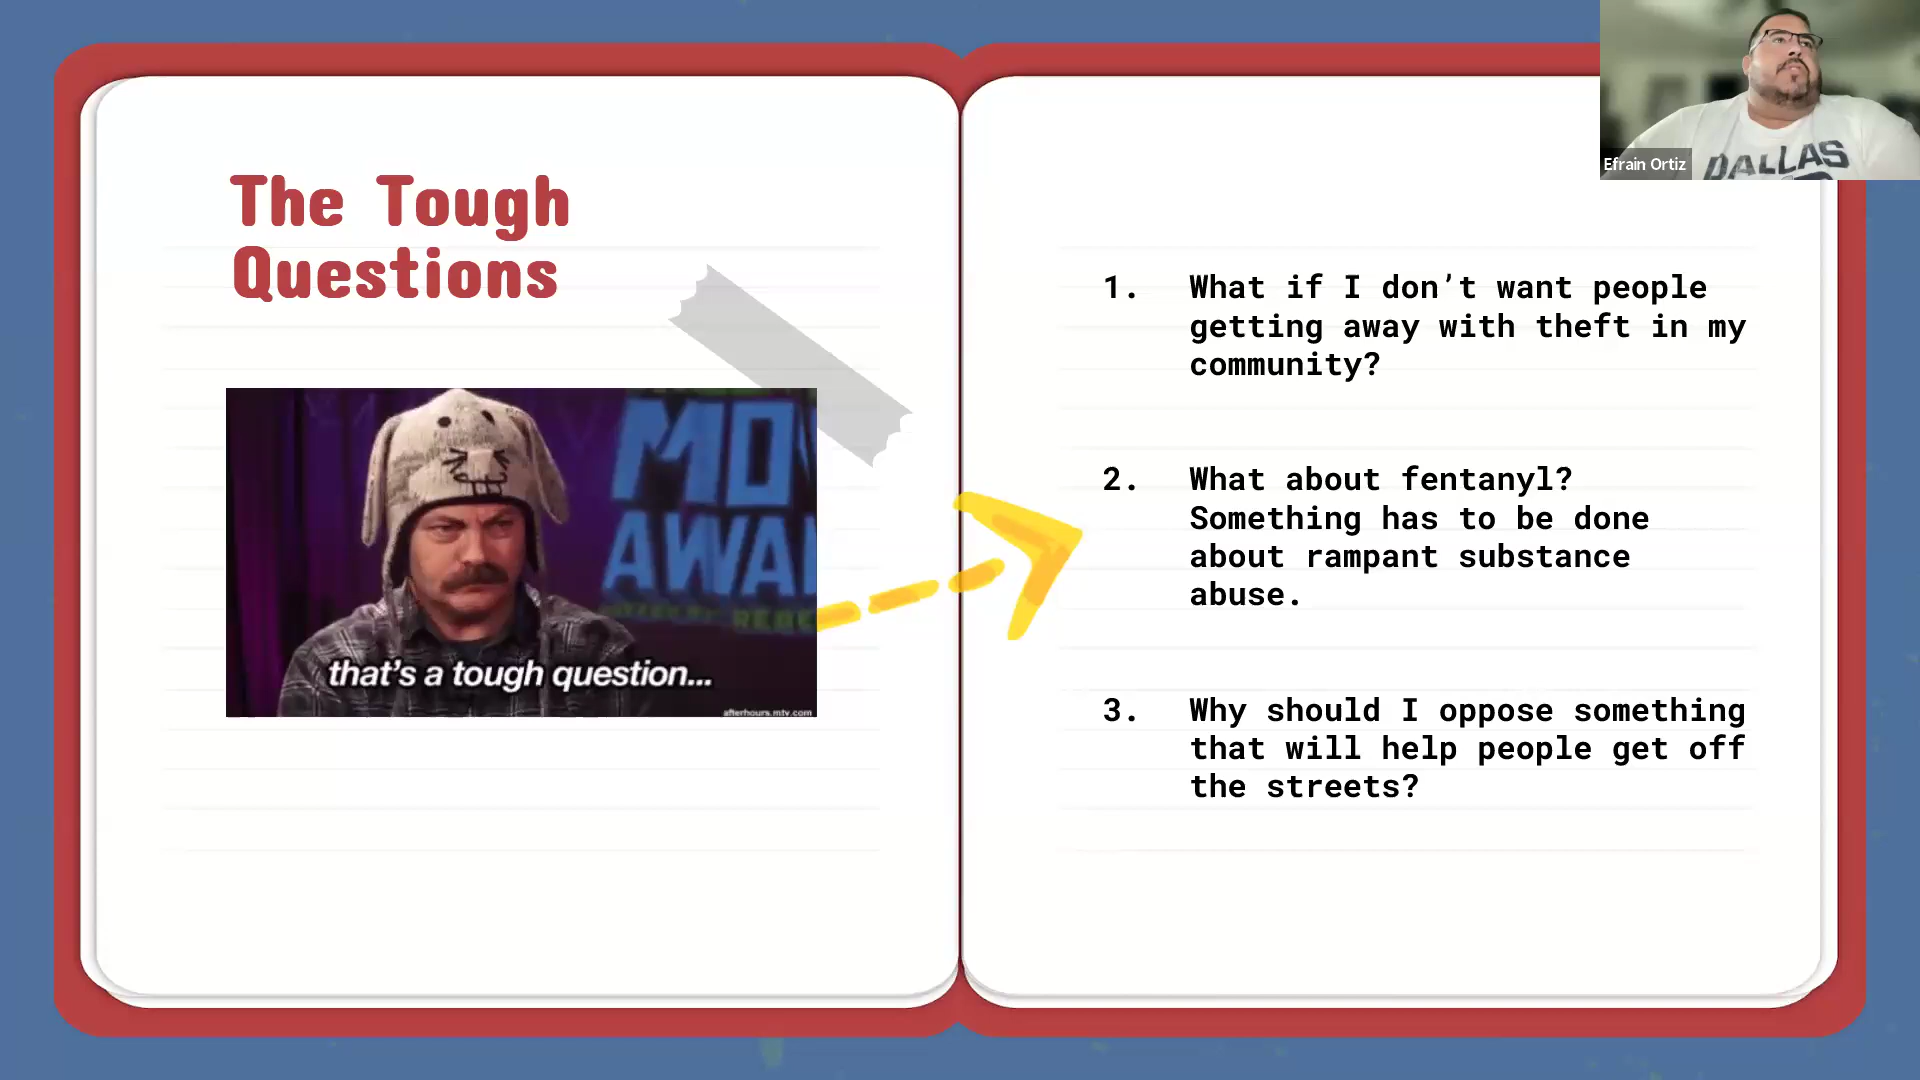 The Tough
Questions
MO
AWA
that's a tough question...
afterhours.mtv.com
1. What if I don’t want people
getting away with theft in my
community?
2. What about fentanyl?
Something has to be done
about rampant substance
abuse.
3. Why should I oppose something
that will help people get off
the streets?
Efrain Ortiz
DALLAS